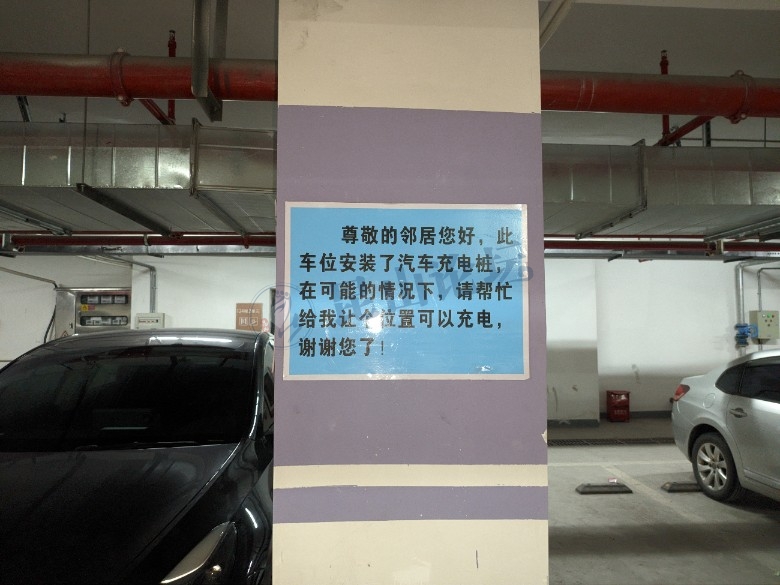 尊敬的邻居您好，此
车位安装了汽车充电桩，
在可能的情况下，请帮忙
给我让个位置可以充电，
谢谢您了！